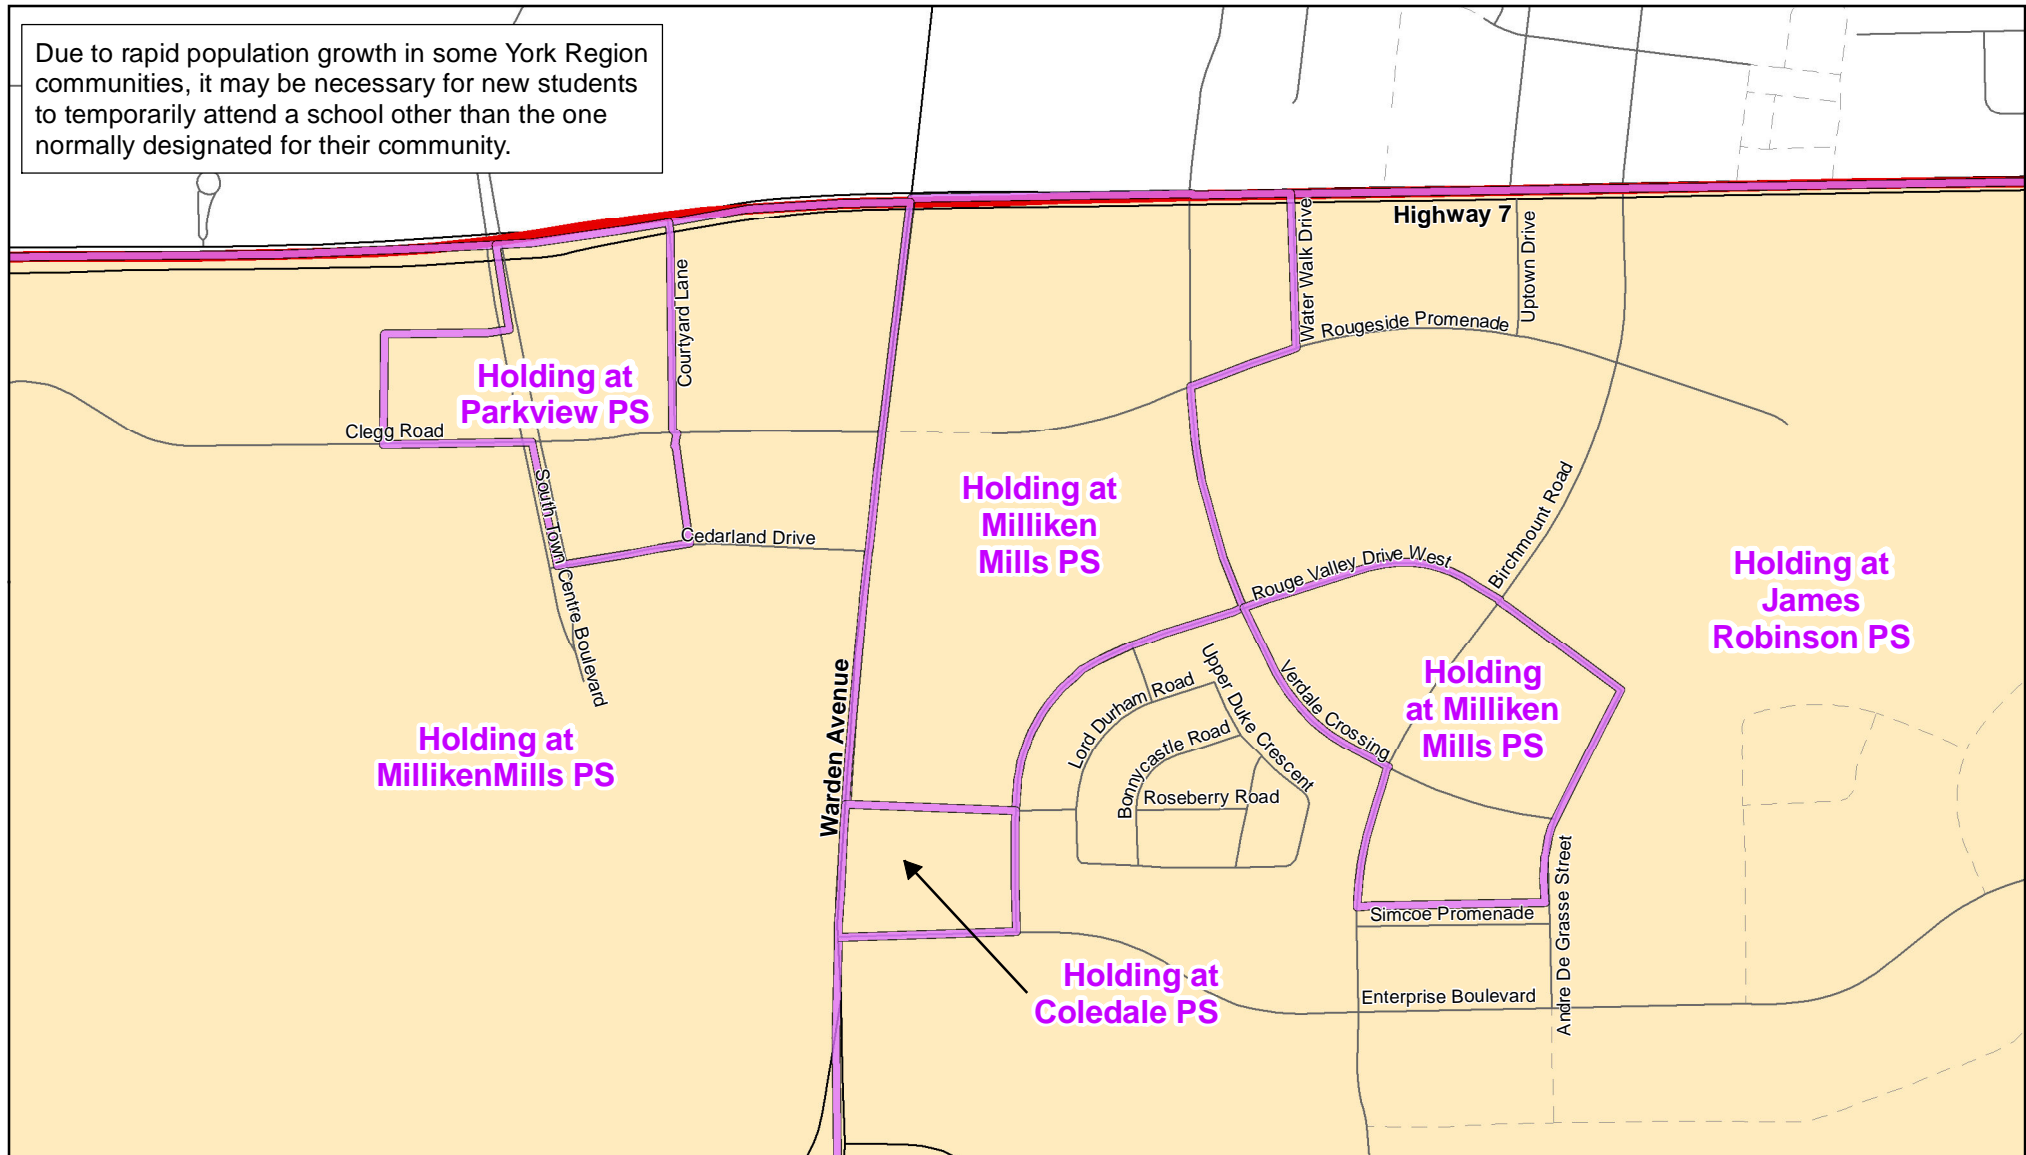 Due to rapid population growth in some York Region
communities, it may be necessary for new students
to temporarily attend a school other than the one
normally designated for their community.
Highway 7
Water Walk Drive
Uptown Drive
Rougeside Promenade
Courtyard Lane
Holding at
Parkview PS
Clegg Road
South Town Centre Boulevard
Cedarland Drive
Holding at
Milliken
Mills PS
Birchmount Road
Rouge Valley Drive West
Holding at
James
Robinson PS
Holding
at Milliken
Mills PS
Verdale Crossing
Upper Duke Crescent
Lord Durham Road
Bonnycastle Road
Roseberry Road
Warden Avenue
Holding at
MillikenMills PS
Simcoe Promenade
Andre De Grasse Street
Holding at
Coledale PS
Enterprise Boulevard